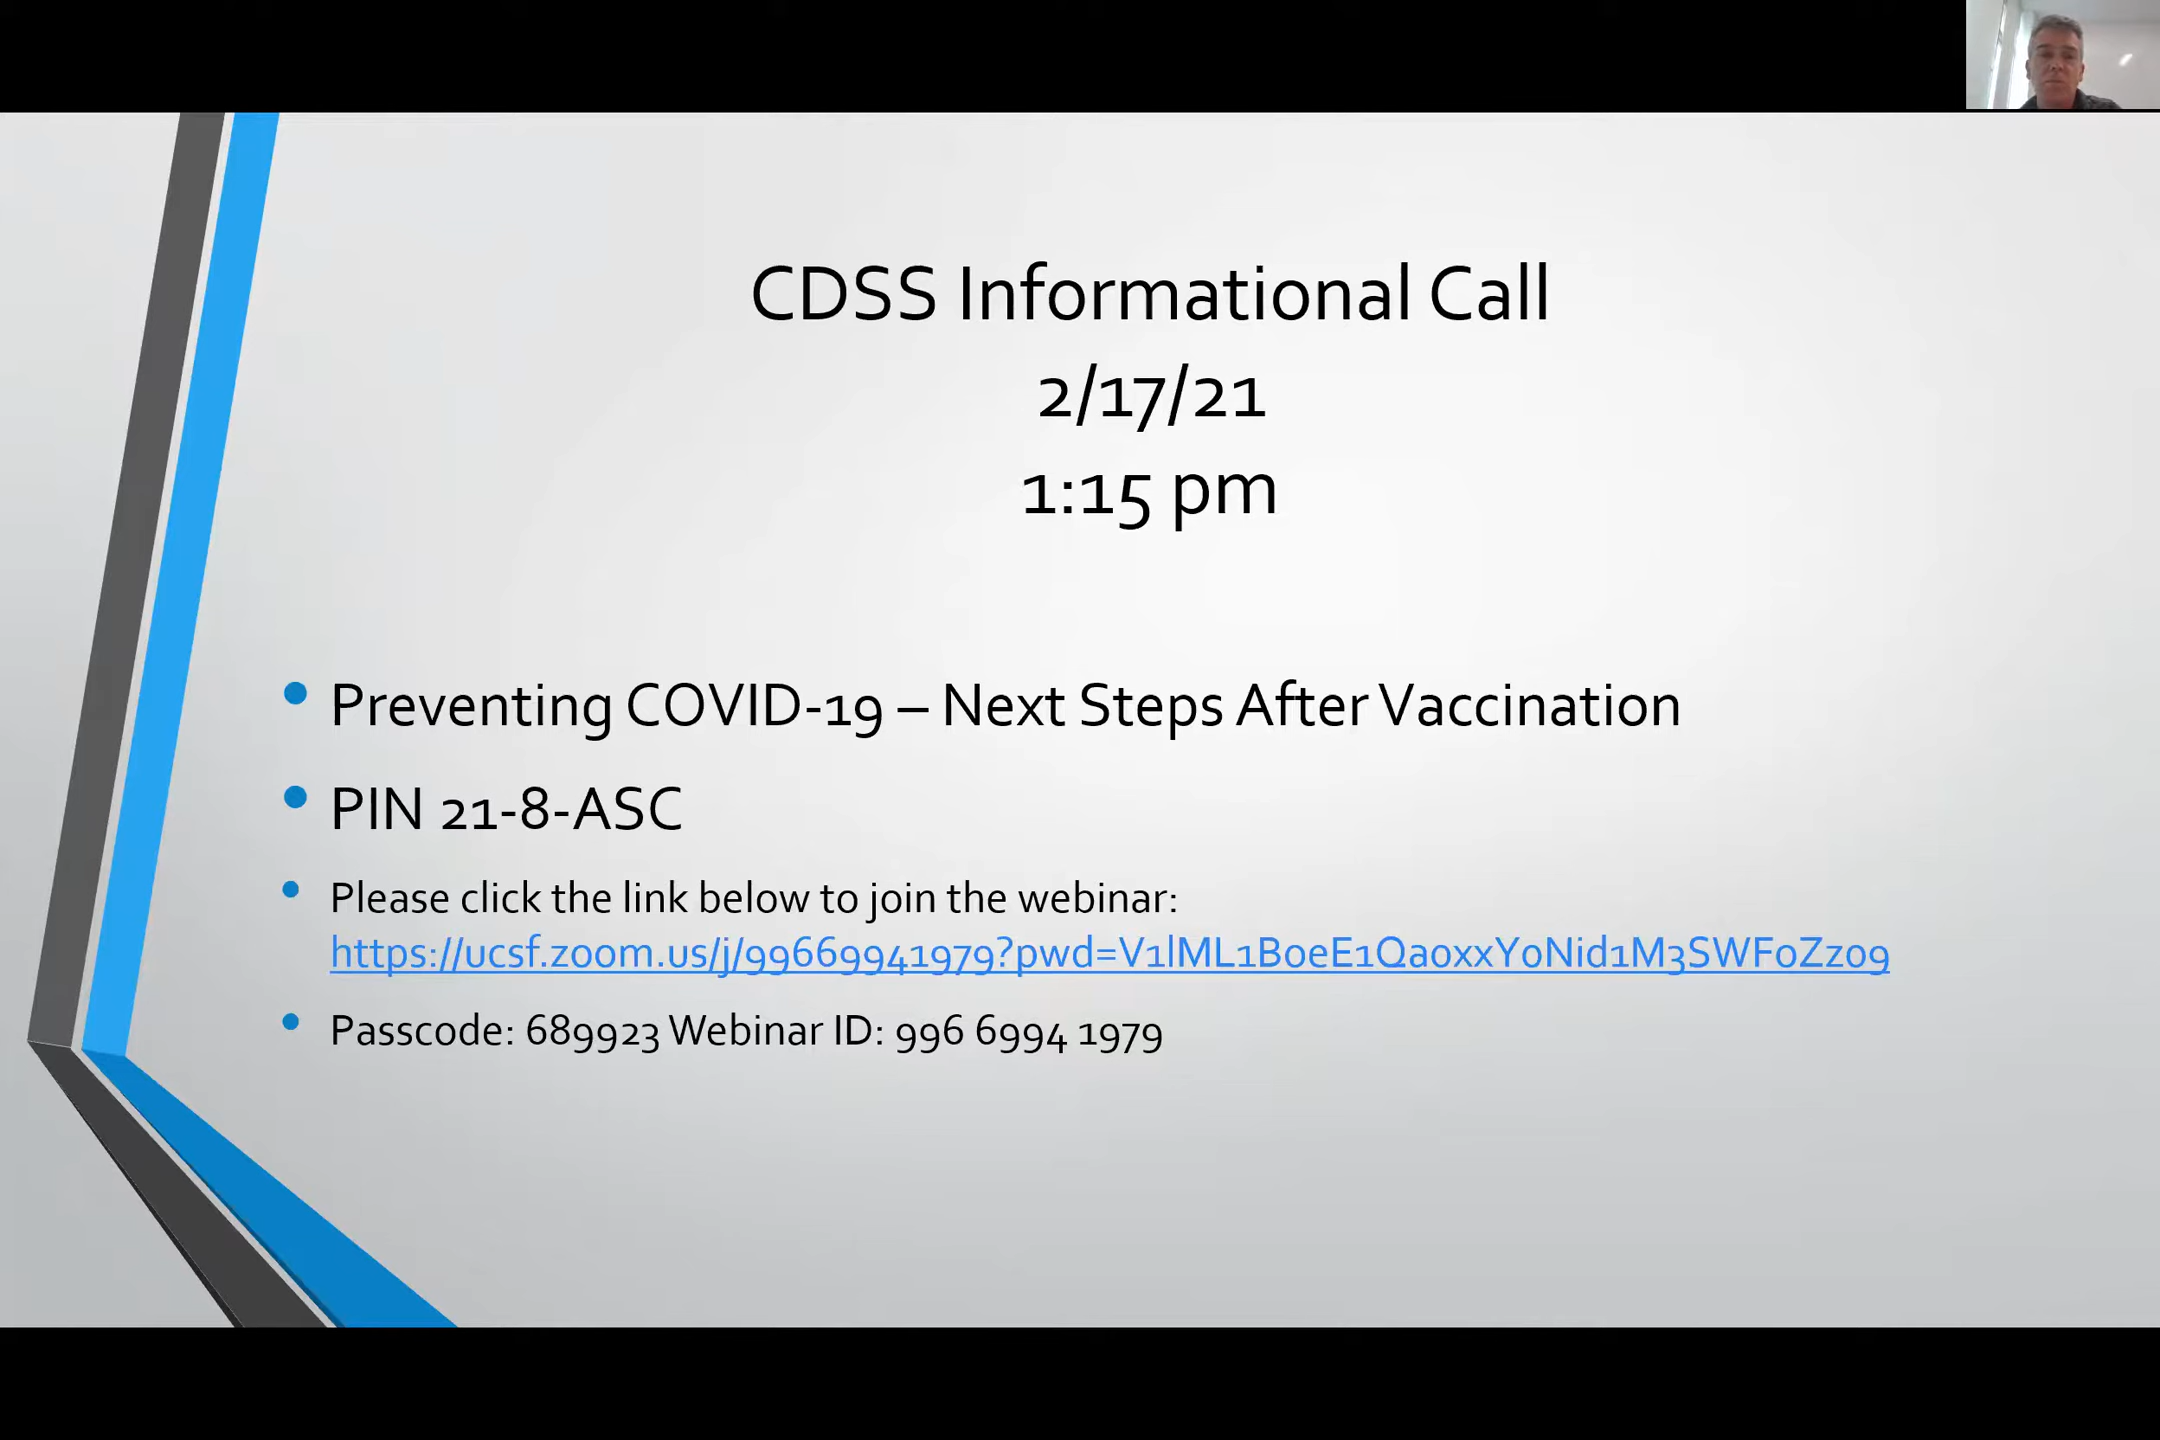 CDSS Informational Call
2/17/21
1:15 pm
• Preventing COVID-19 – Next Steps After Vaccination
• PIN 21-8-ASC
• Please click the link below to join the webinar:
https://ucsf.zoom.us/j/99669941979?pwd=V1lML1BoeE1Qa0xxY0Nid1M3SWF0Zz09
• Passcode: 689923 Webinar ID: 996 6994 1979